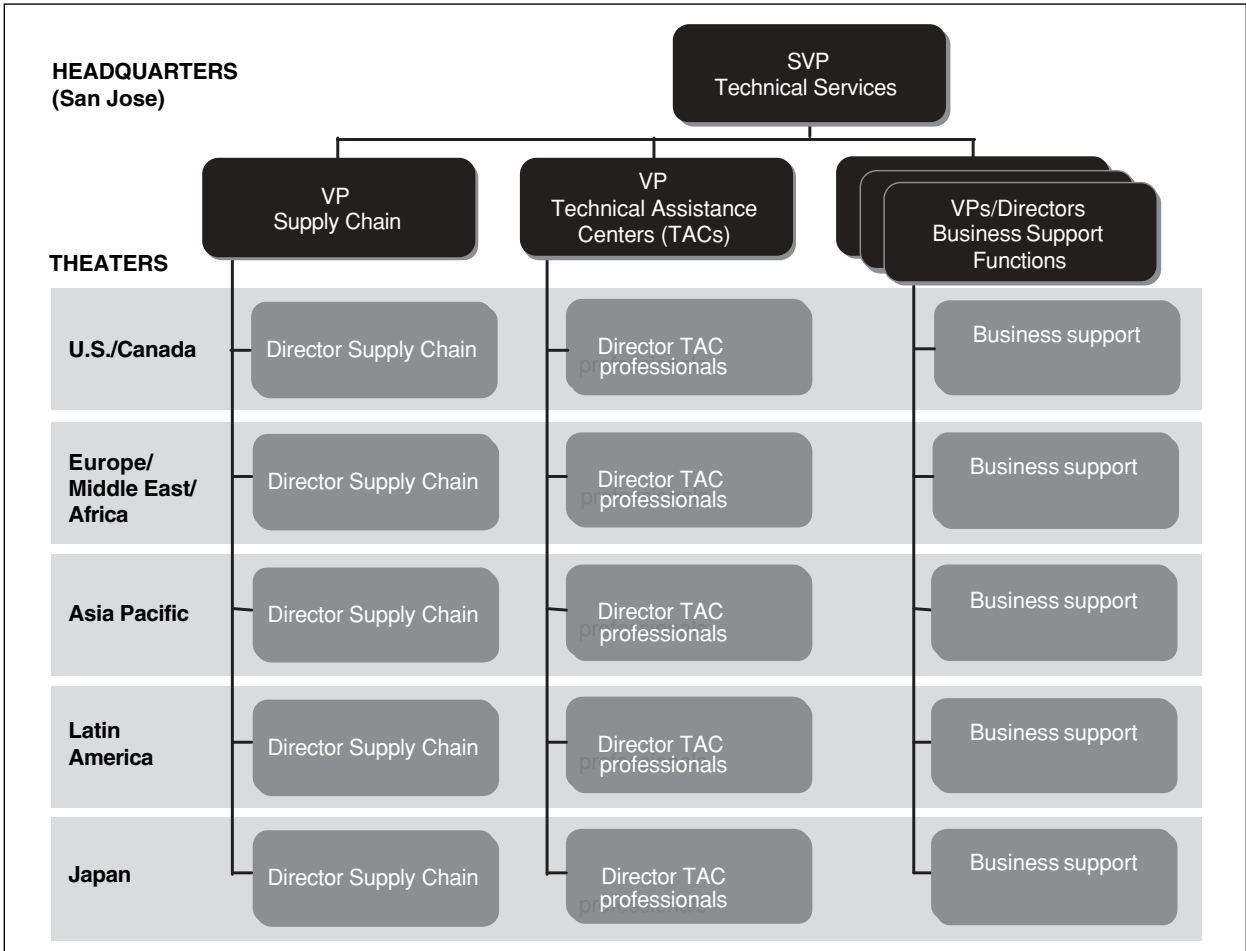 HEADQUARTERS
(San Jose)
SVP
Technical Services
VP
Supply Chain
VP
Technical Assistance
Centers (TACs)
VPs/Directors
Business Support
Functions
THEATERS
U.S./Canada
Director Supply Chain
Director TAC
professionals
Business support
Europe/
Middle East/
Africa
Director Supply Chain
Director TAC
professionals
Business support
Asia Pacific
Director Supply Chain
Director TAC
professionals
Business support
Latin
America
Director Supply Chain
Director TAC
professionals
Business support
Japan
Director Supply Chain
Director TAC
professionals
Business support